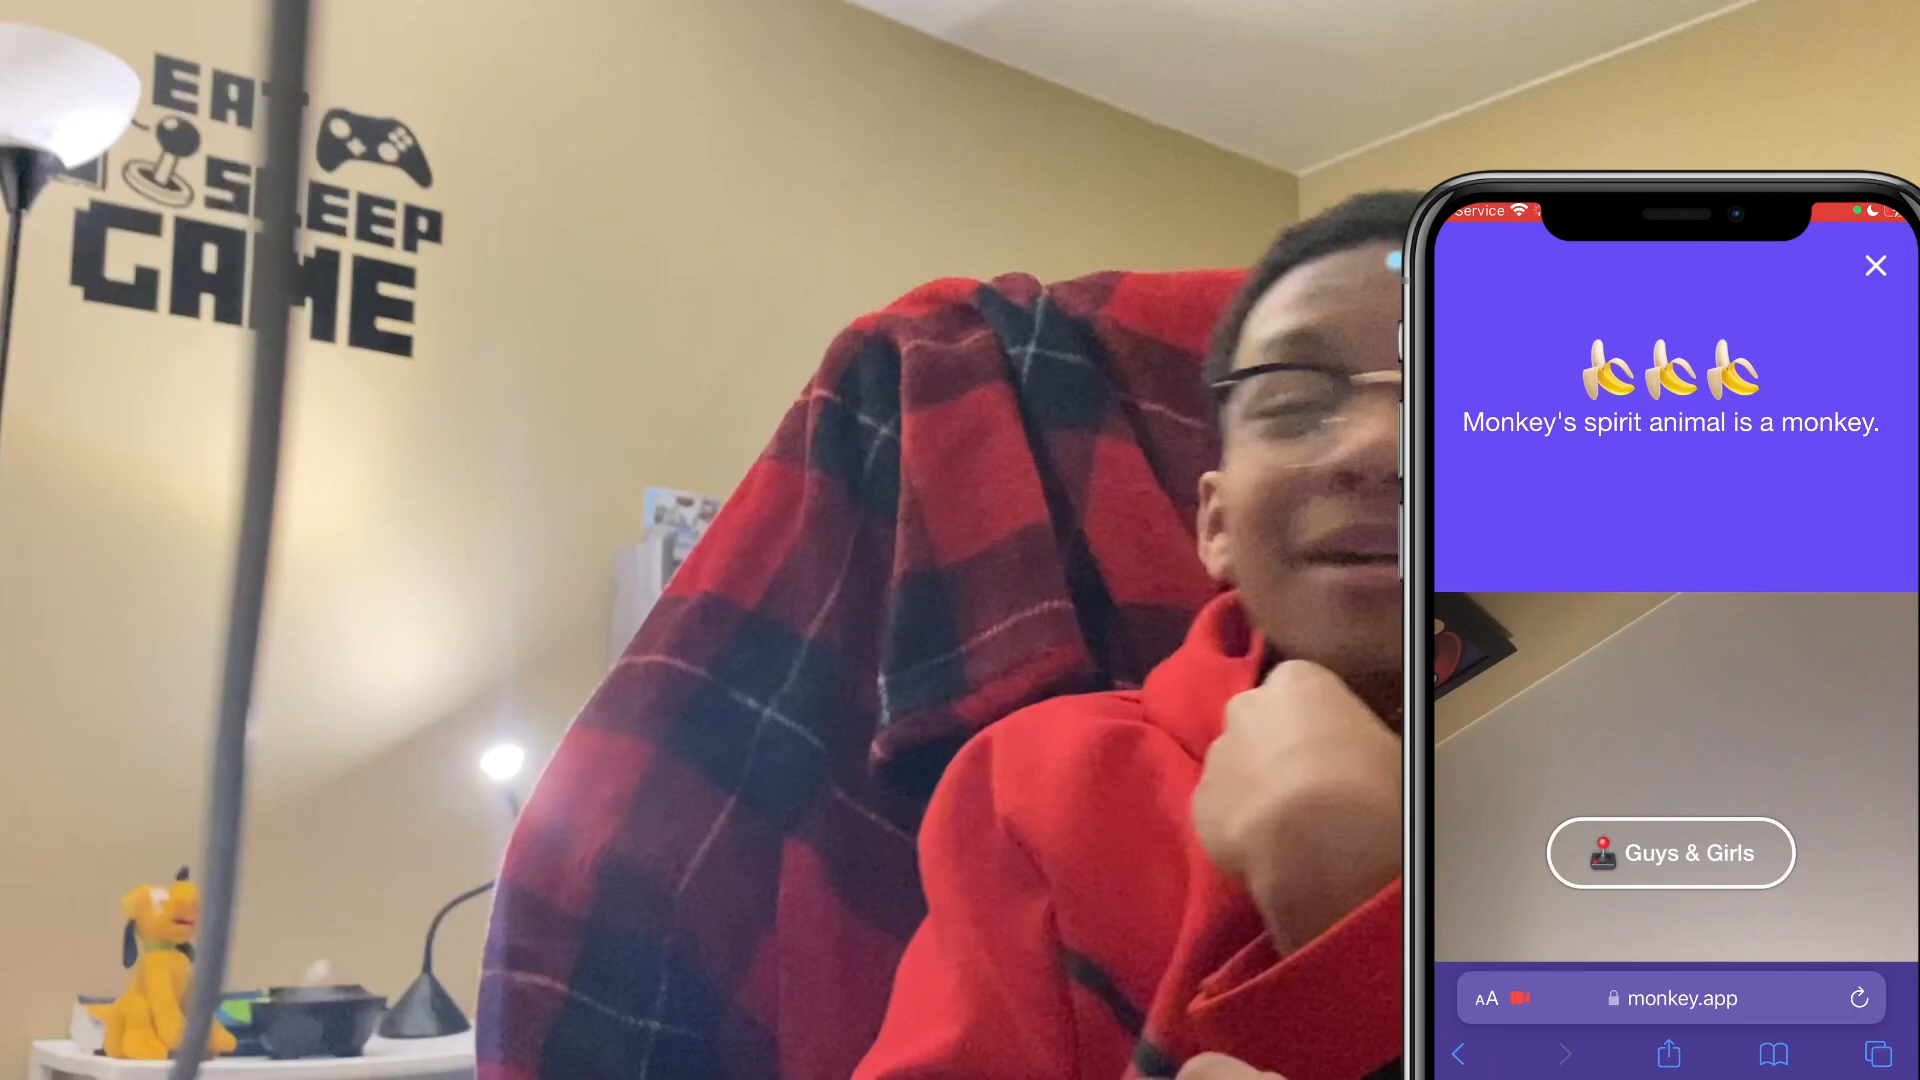 EAT
SLEEP
GAME
Service
Monkey's spirit animal is a monkey.
Guys & Girls
AA
monkey.app